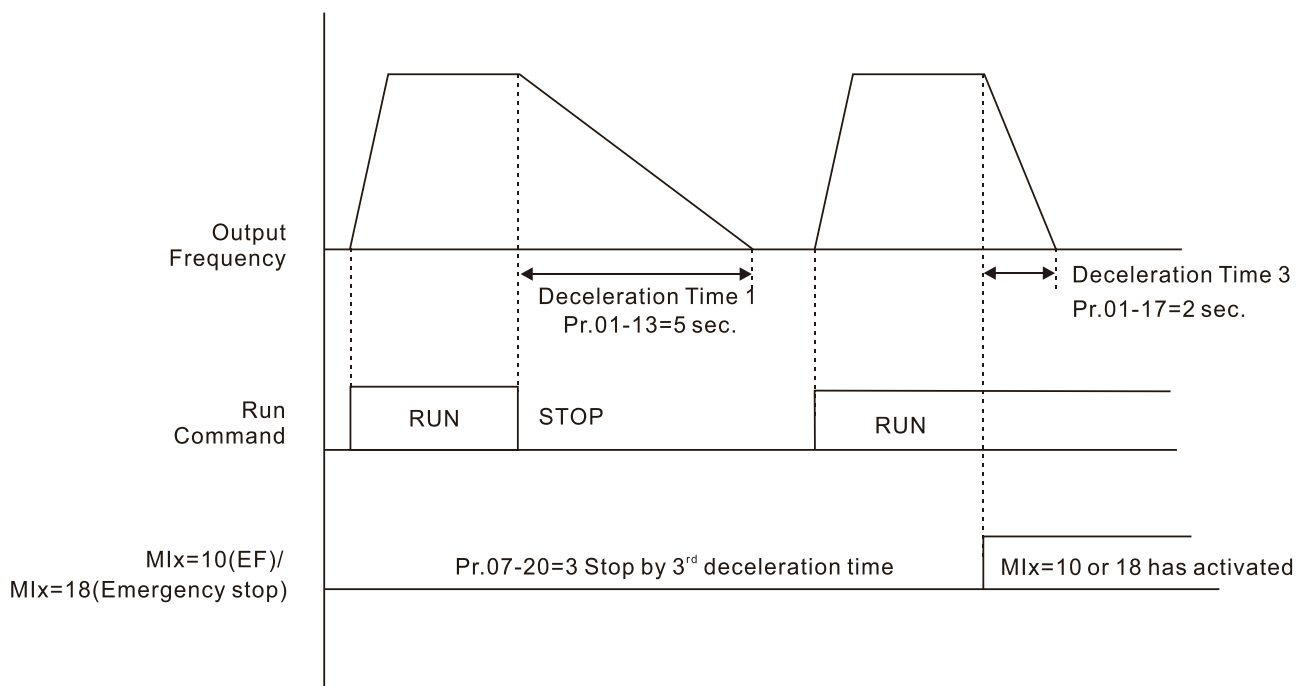 Output
Frequency
Deceleration Time 1
Pr.01-13=5 sec.
Deceleration Time 3
Pr.01-17=2 sec.
Run
Command
RUN
STOP
RUN
MIx=10(EF)/
MIx=18(Emergency stop)
Pr.07-20=3 Stop by 3rd deceleration time
MIx=10 or 18 has activated